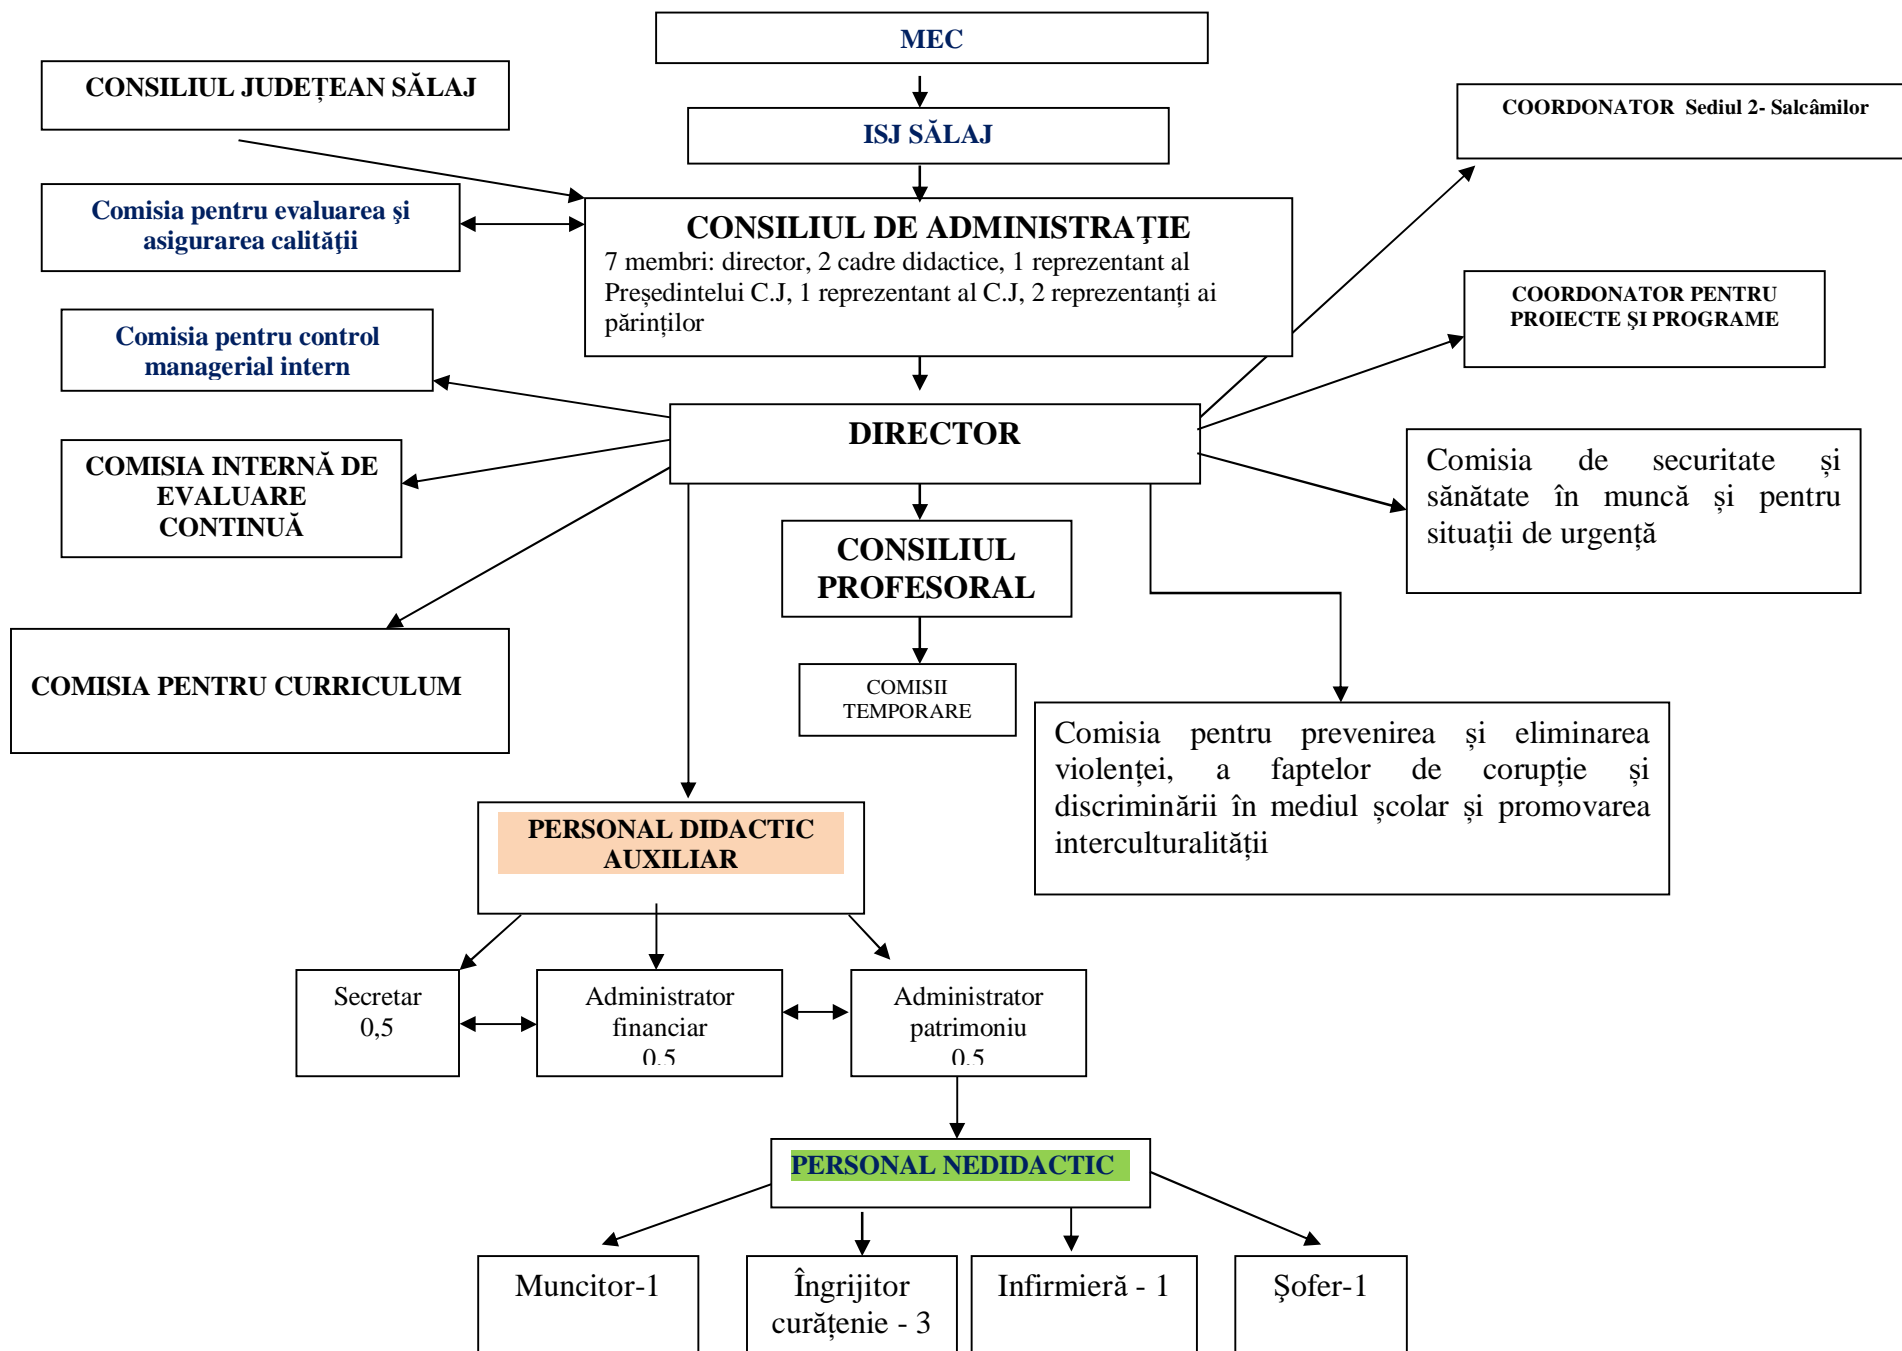 MEC
CONSILIUL JUDEȚEAN SĂLAJ
COORDONATOR Sediul 2- Salcâmilor
ISJ SĂLAJ
Comisia pentru evaluarea şi
asigurarea calităţii
CONSILIUL DE ADMINISTRAŢIE
7 membri: director, 2 cadre didactice, 1 reprezentant al
Președintelui C.J, 1 reprezentant al C.J, 2 reprezentanți ai
părinților
COORDONATOR PENTRU
PROIECTE ŞI PROGRAME
Comisia pentru control
managerial intern
DIRECTOR
COMISIA INTERNĂ DE
EVALUARE
CONTINUĂ
Comisia de securitate și
sănătate în muncă și pentru
situații de urgență
CONSILIUL
PROFESORAL
COMISIA PENTRU CURRICULUM
COMISII
TEMPORARE
Comisia pentru prevenirea și eliminarea
violenței, a faptelor de corupție și
discriminării în mediul școlar și promovarea
interculturalității
PERSONAL DIDACTIC
AUXILIAR
Secretar
0,5
Administrator
financiar
0.5
Administrator
patrimoniu
0.5
PERSONAL NEDIDACTIC
Muncitor-1
Îngrijitor
curățenie - 3
Infirmieră - 1
Şofer-1